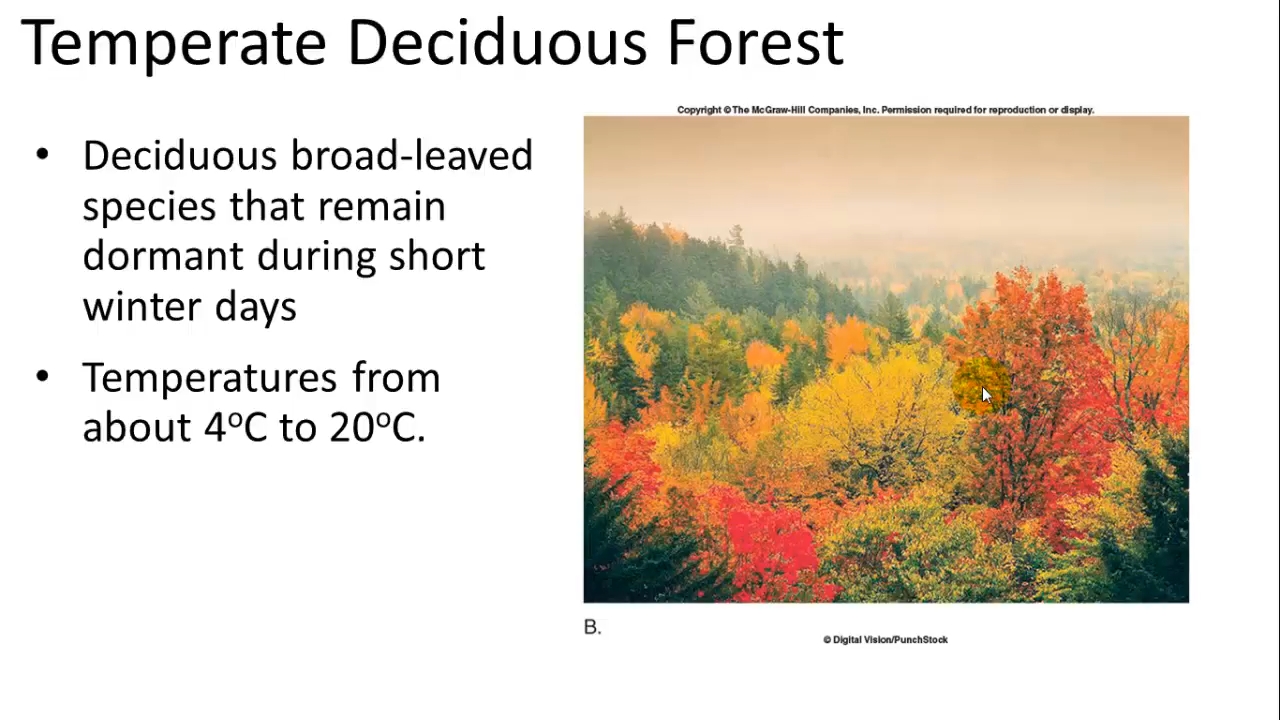 Temperate Deciduous Forest
Copyright © The McGraw-Hill Companies, Inc. Permission required for reproduction or display.
• Deciduous broad-leaved
species that remain
dormant during short
winter days
• Temperatures from
about 4°C to 20°C.
B.
© Digital Vision/PunchStock